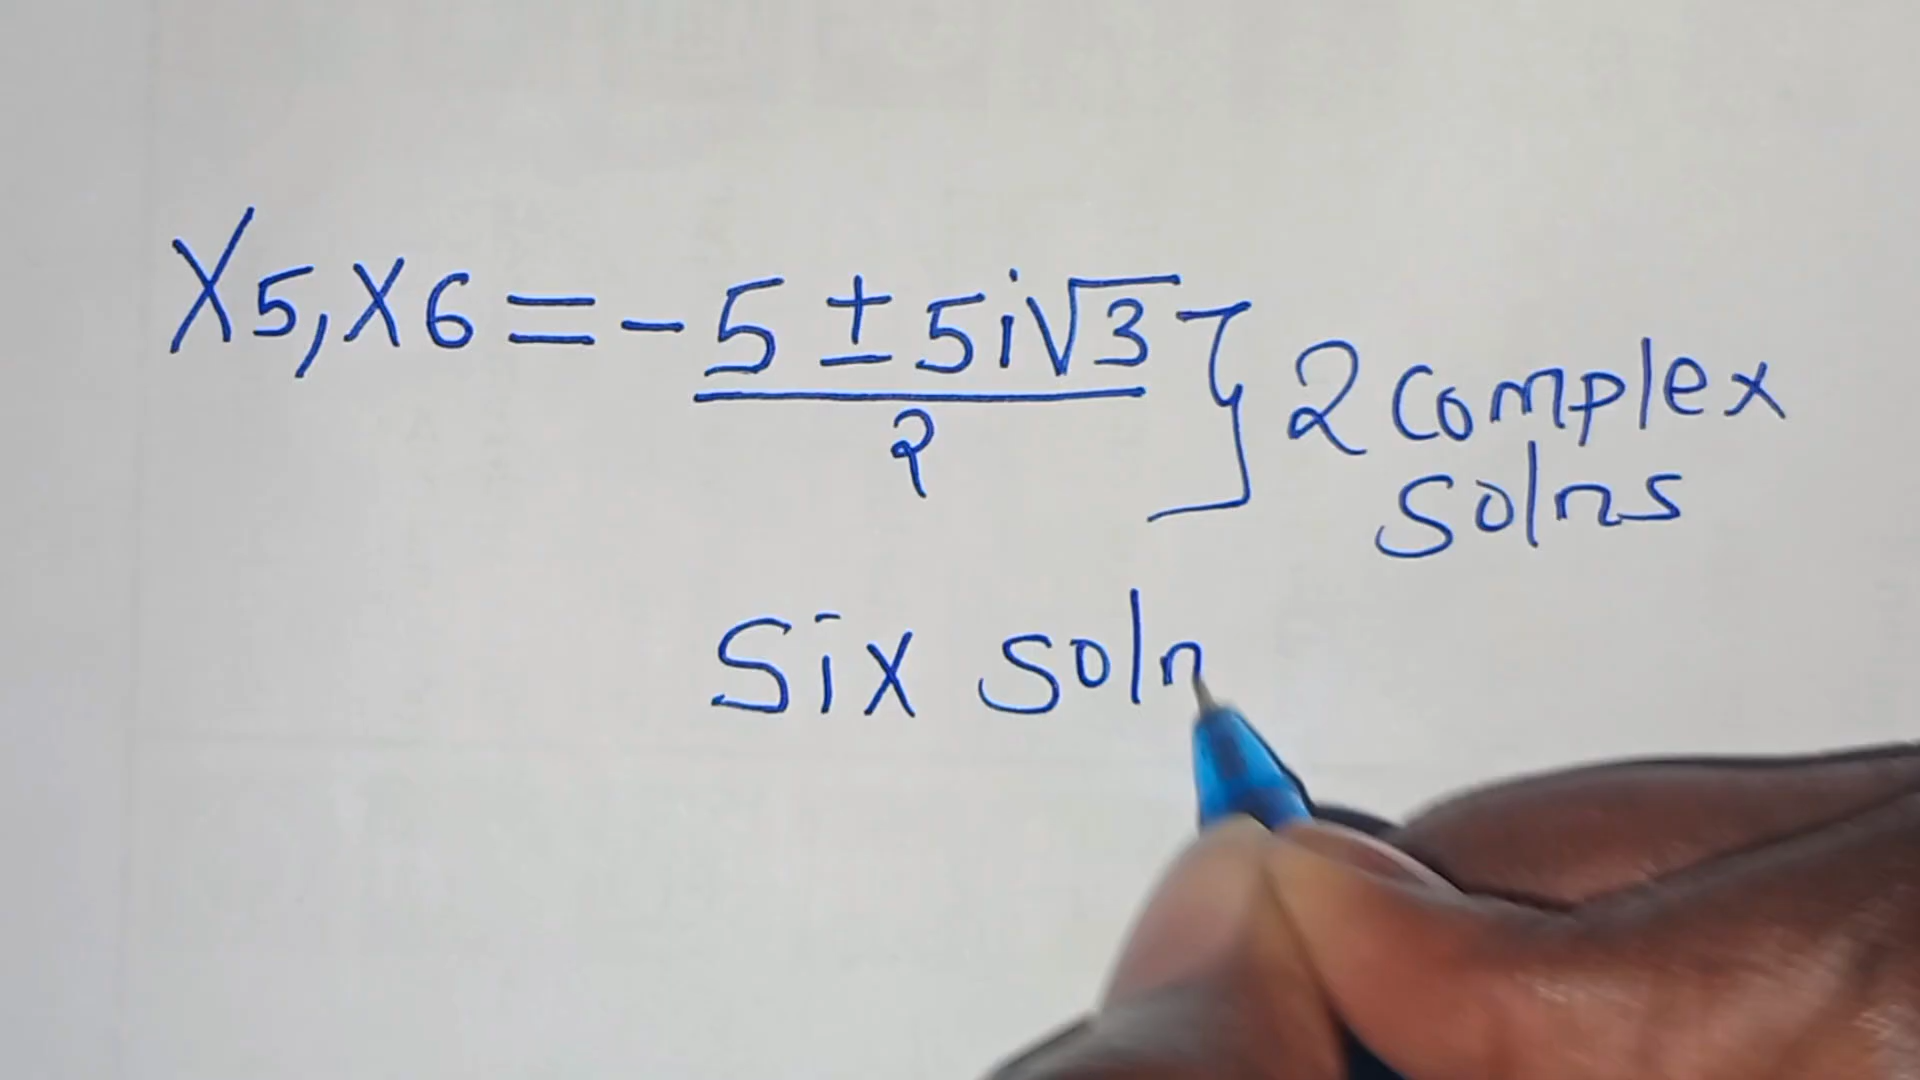 X5,X6 = -5 ± 5i√3 } 2 complex
2 solns
Six soln